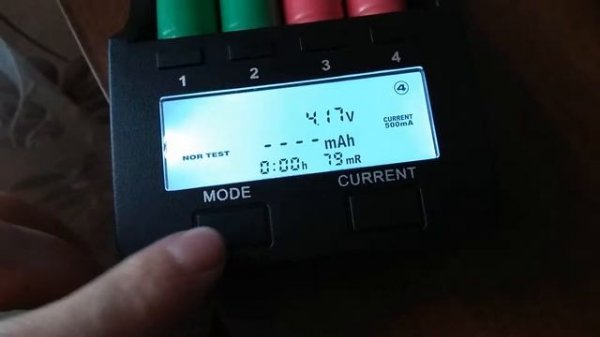 1 2 3 4
④
4.17V
CURRENT
500mA
- - - - mAh
NOR TEST
0:00h 79mR
MODE CURRENT